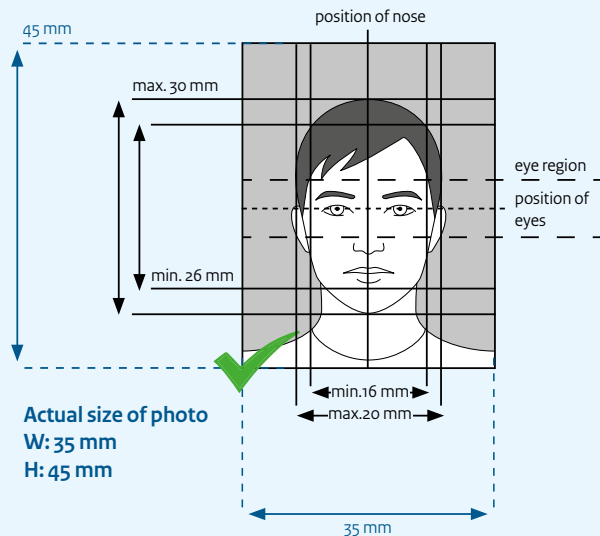 position of nose
45 mm
max. 30 mm
eye region
position of
eyes
min. 26 mm
min.16 mm
max.20 mm
Actual size of photo
W: 35 mm
H: 45 mm
35 mm